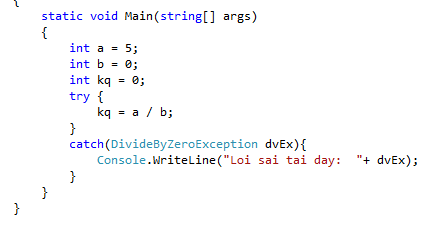 {
static void Main(string[] args)
{
int a = 5;
int b = 0;
int kq = 0;
try {
kq = a / b;
}
catch(DivideByZeroException dvEx){
Console.WriteLine("Loi sai tai day:  "+ dvEx);
}
}
}